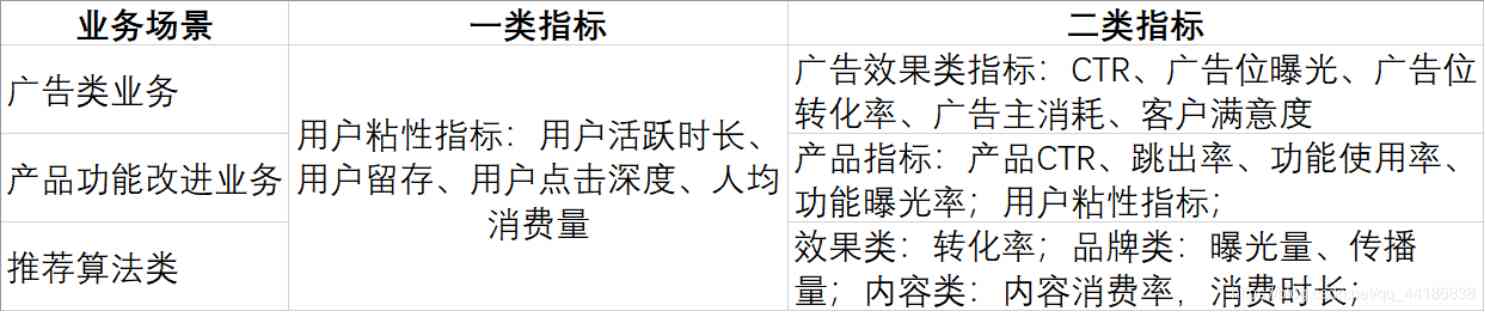 业务场景
一类指标
二类指标
广告类业务
用户粘性指标：用户活跃时长、
用户留存、用户点击深度、人均
消费量
广告效果类指标：CTR、广告位曝光、广告位
转化率、广告主消耗、客户满意度
产品功能改进业务
产品指标：产品CTR、跳出率、功能使用率、
功能曝光率；用户粘性指标；
推荐算法类
效果类：转化率；品牌类：曝光量、传播
量；内容类：内容消费率，消费时长；